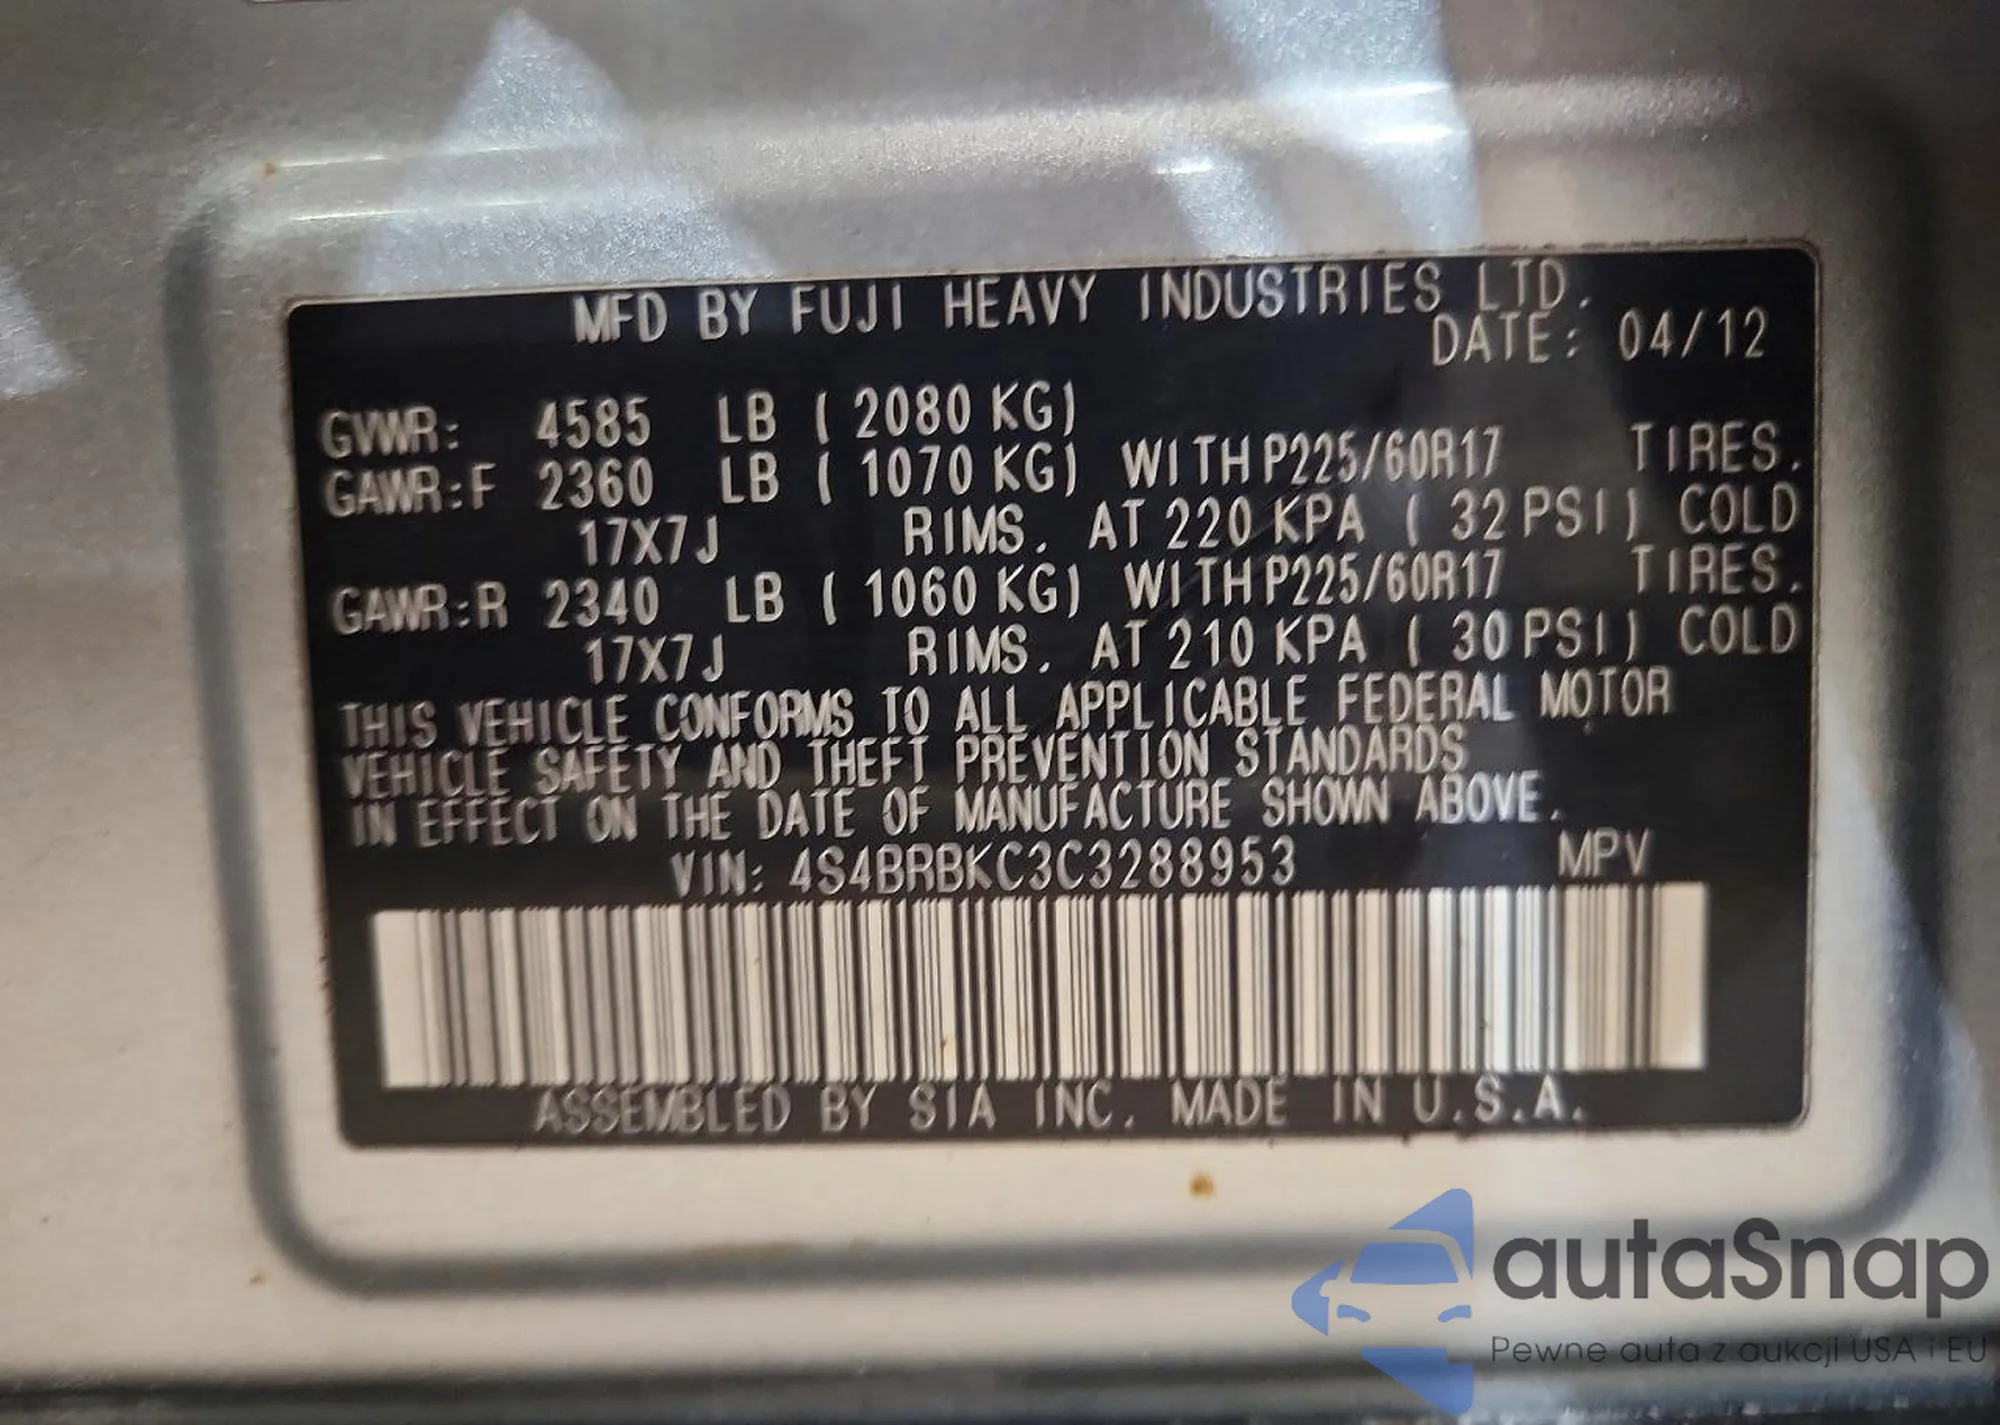 MFD BY FUJI HEAVY INDUSTRIES LTD.
DATE: 04/12
GVWR: 4585 LB ( 2080 KG)
GAWR:F 2360 LB ( 1070 KG) WITH P225/60R17 TIRES.
17X7J RIMS. AT 220 KPA ( 32 PSI) COLD
GAWR:R 2340 LB ( 1060 KG) WITH P225/60R17 TIRES.
17X7J RIMS. AT 210 KPA ( 30 PSI) COLD
THIS VEHICLE CONFORMS TO ALL APPLICABLE FEDERAL MOTOR
VEHICLE SAFETY AND THEFT PREVENTION STANDARDS
IN EFFECT ON THE DATE OF MANUFACTURE SHOWN ABOVE.
VIN: 4S4BRBKC3C3288953 MPV
ASSEMBLED BY SIA INC. MADE IN U.S.A.
autaSnap
Pewne auta z aukcji USA i EU